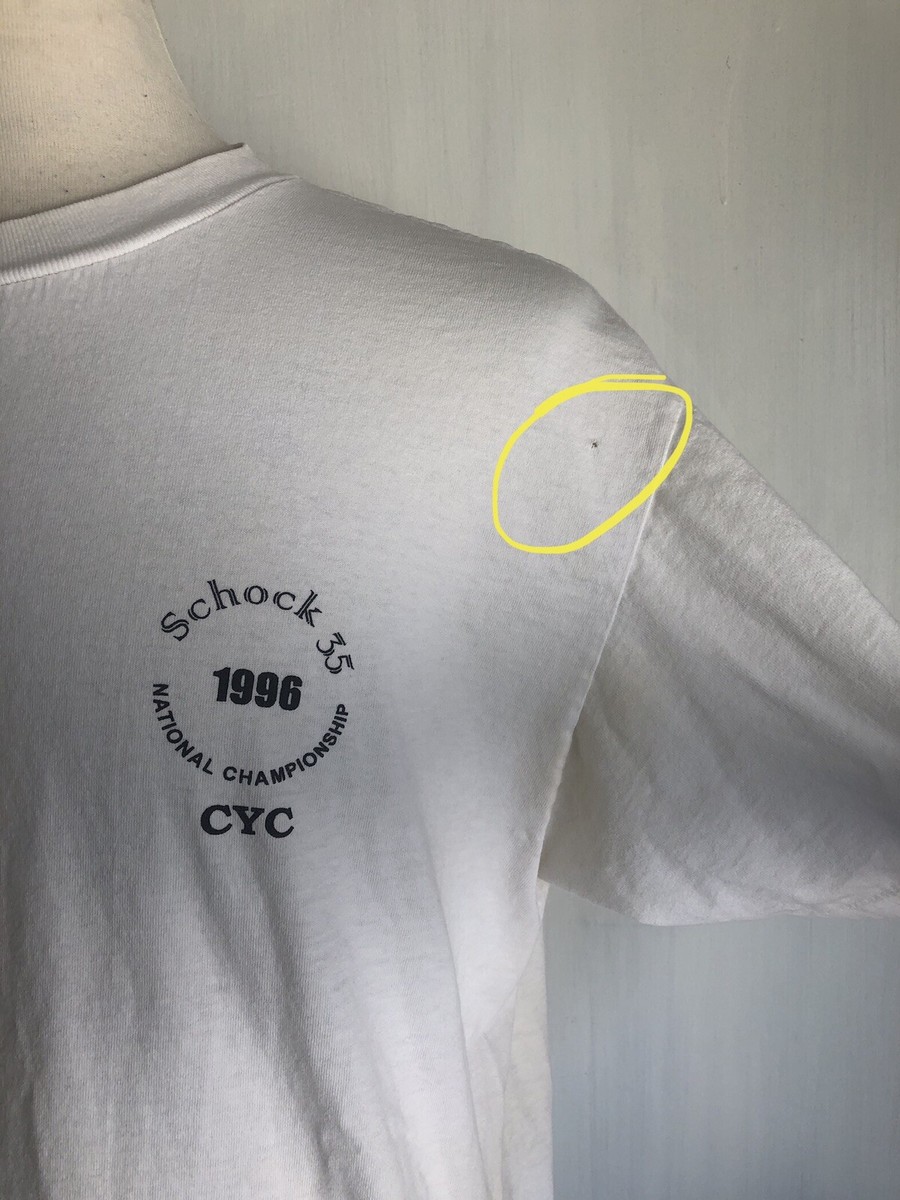 Schock 35
1996
NATIONAL CHAMPIONSHIP
CYC